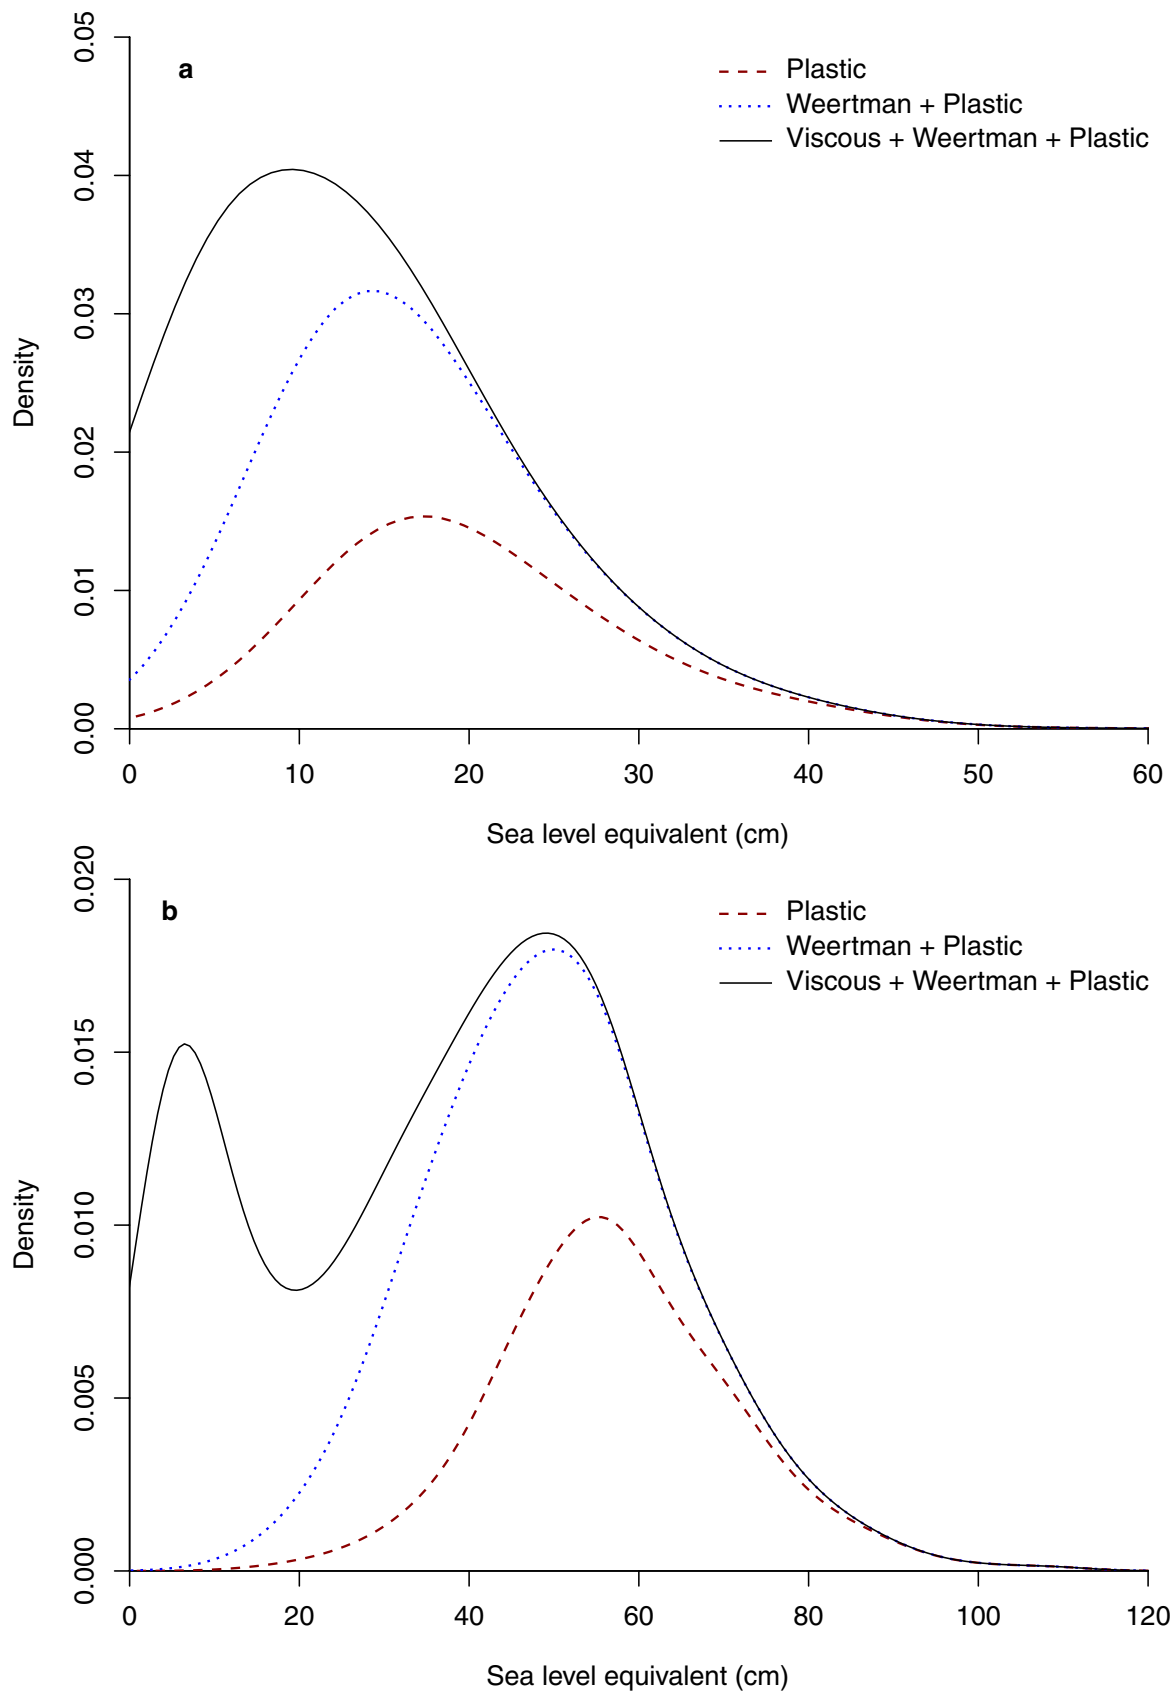 a
Plastic
Weertman + Plastic
Viscous + Weertman + Plastic
0.05
0.04
0.03
0.02
0.01
0.00
Density
0 10 20 30 40 50 60
Sea level equivalent (cm)
b
Plastic
Weertman + Plastic
Viscous + Weertman + Plastic
0.020
0.015
0.010
0.005
0.000
Density
0 20 40 60 80 100 120
Sea level equivalent (cm)